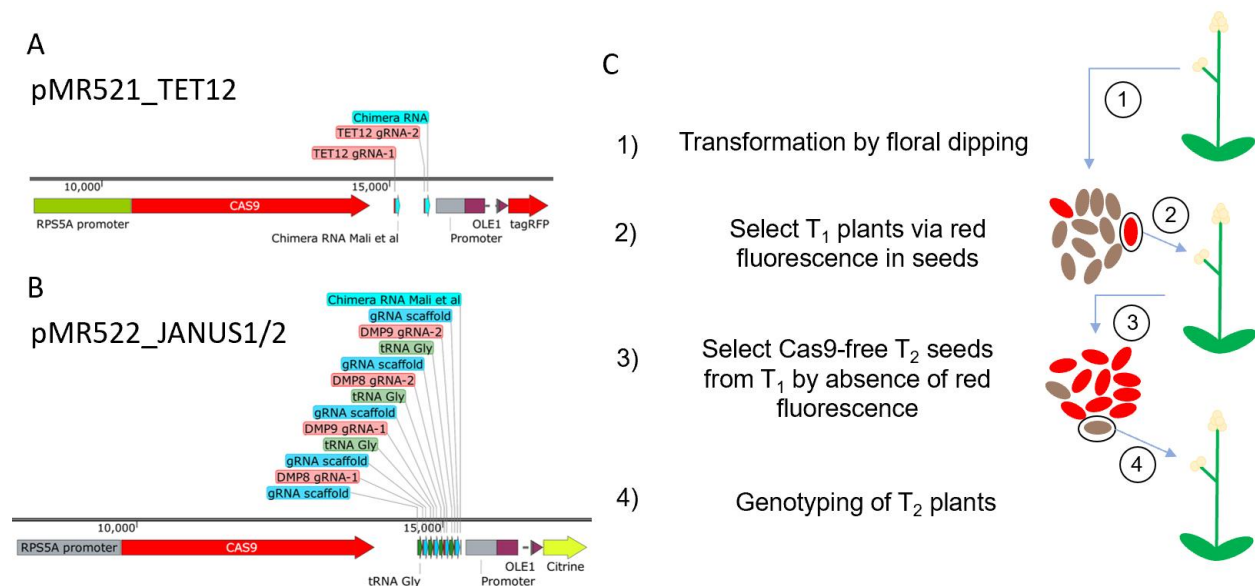 A
pMR521_TET12
Chimera RNA
TET12 gRNA-2
TET12 gRNA-1
10,000
15,000
CAS9
RPS5A promoter
OLE1
tagRFP
Chimera RNA Mali et al
Promoter
B
pMR522_JANUS1/2
Chimera RNA Mali et al
gRNA scaffold
DMP9 gRNA-2
tRNA Gly
gRNA scaffold
DMP8 gRNA-2
tRNA Gly
gRNA scaffold
DMP9 gRNA-1
tRNA Gly
gRNA scaffold
DMP8 gRNA-1
gRNA scaffold
10,000
15,000
RPS5A promoter
CAS9
OLE1
Citrine
tRNA Gly
Promoter
C
1) Transformation by floral dipping
2) Select T₁ plants via red
fluorescence in seeds
3) Select Cas9-free T₂ seeds
from T₁ by absence of red
fluorescence
4) Genotyping of T₂ plants
1
2
3
4